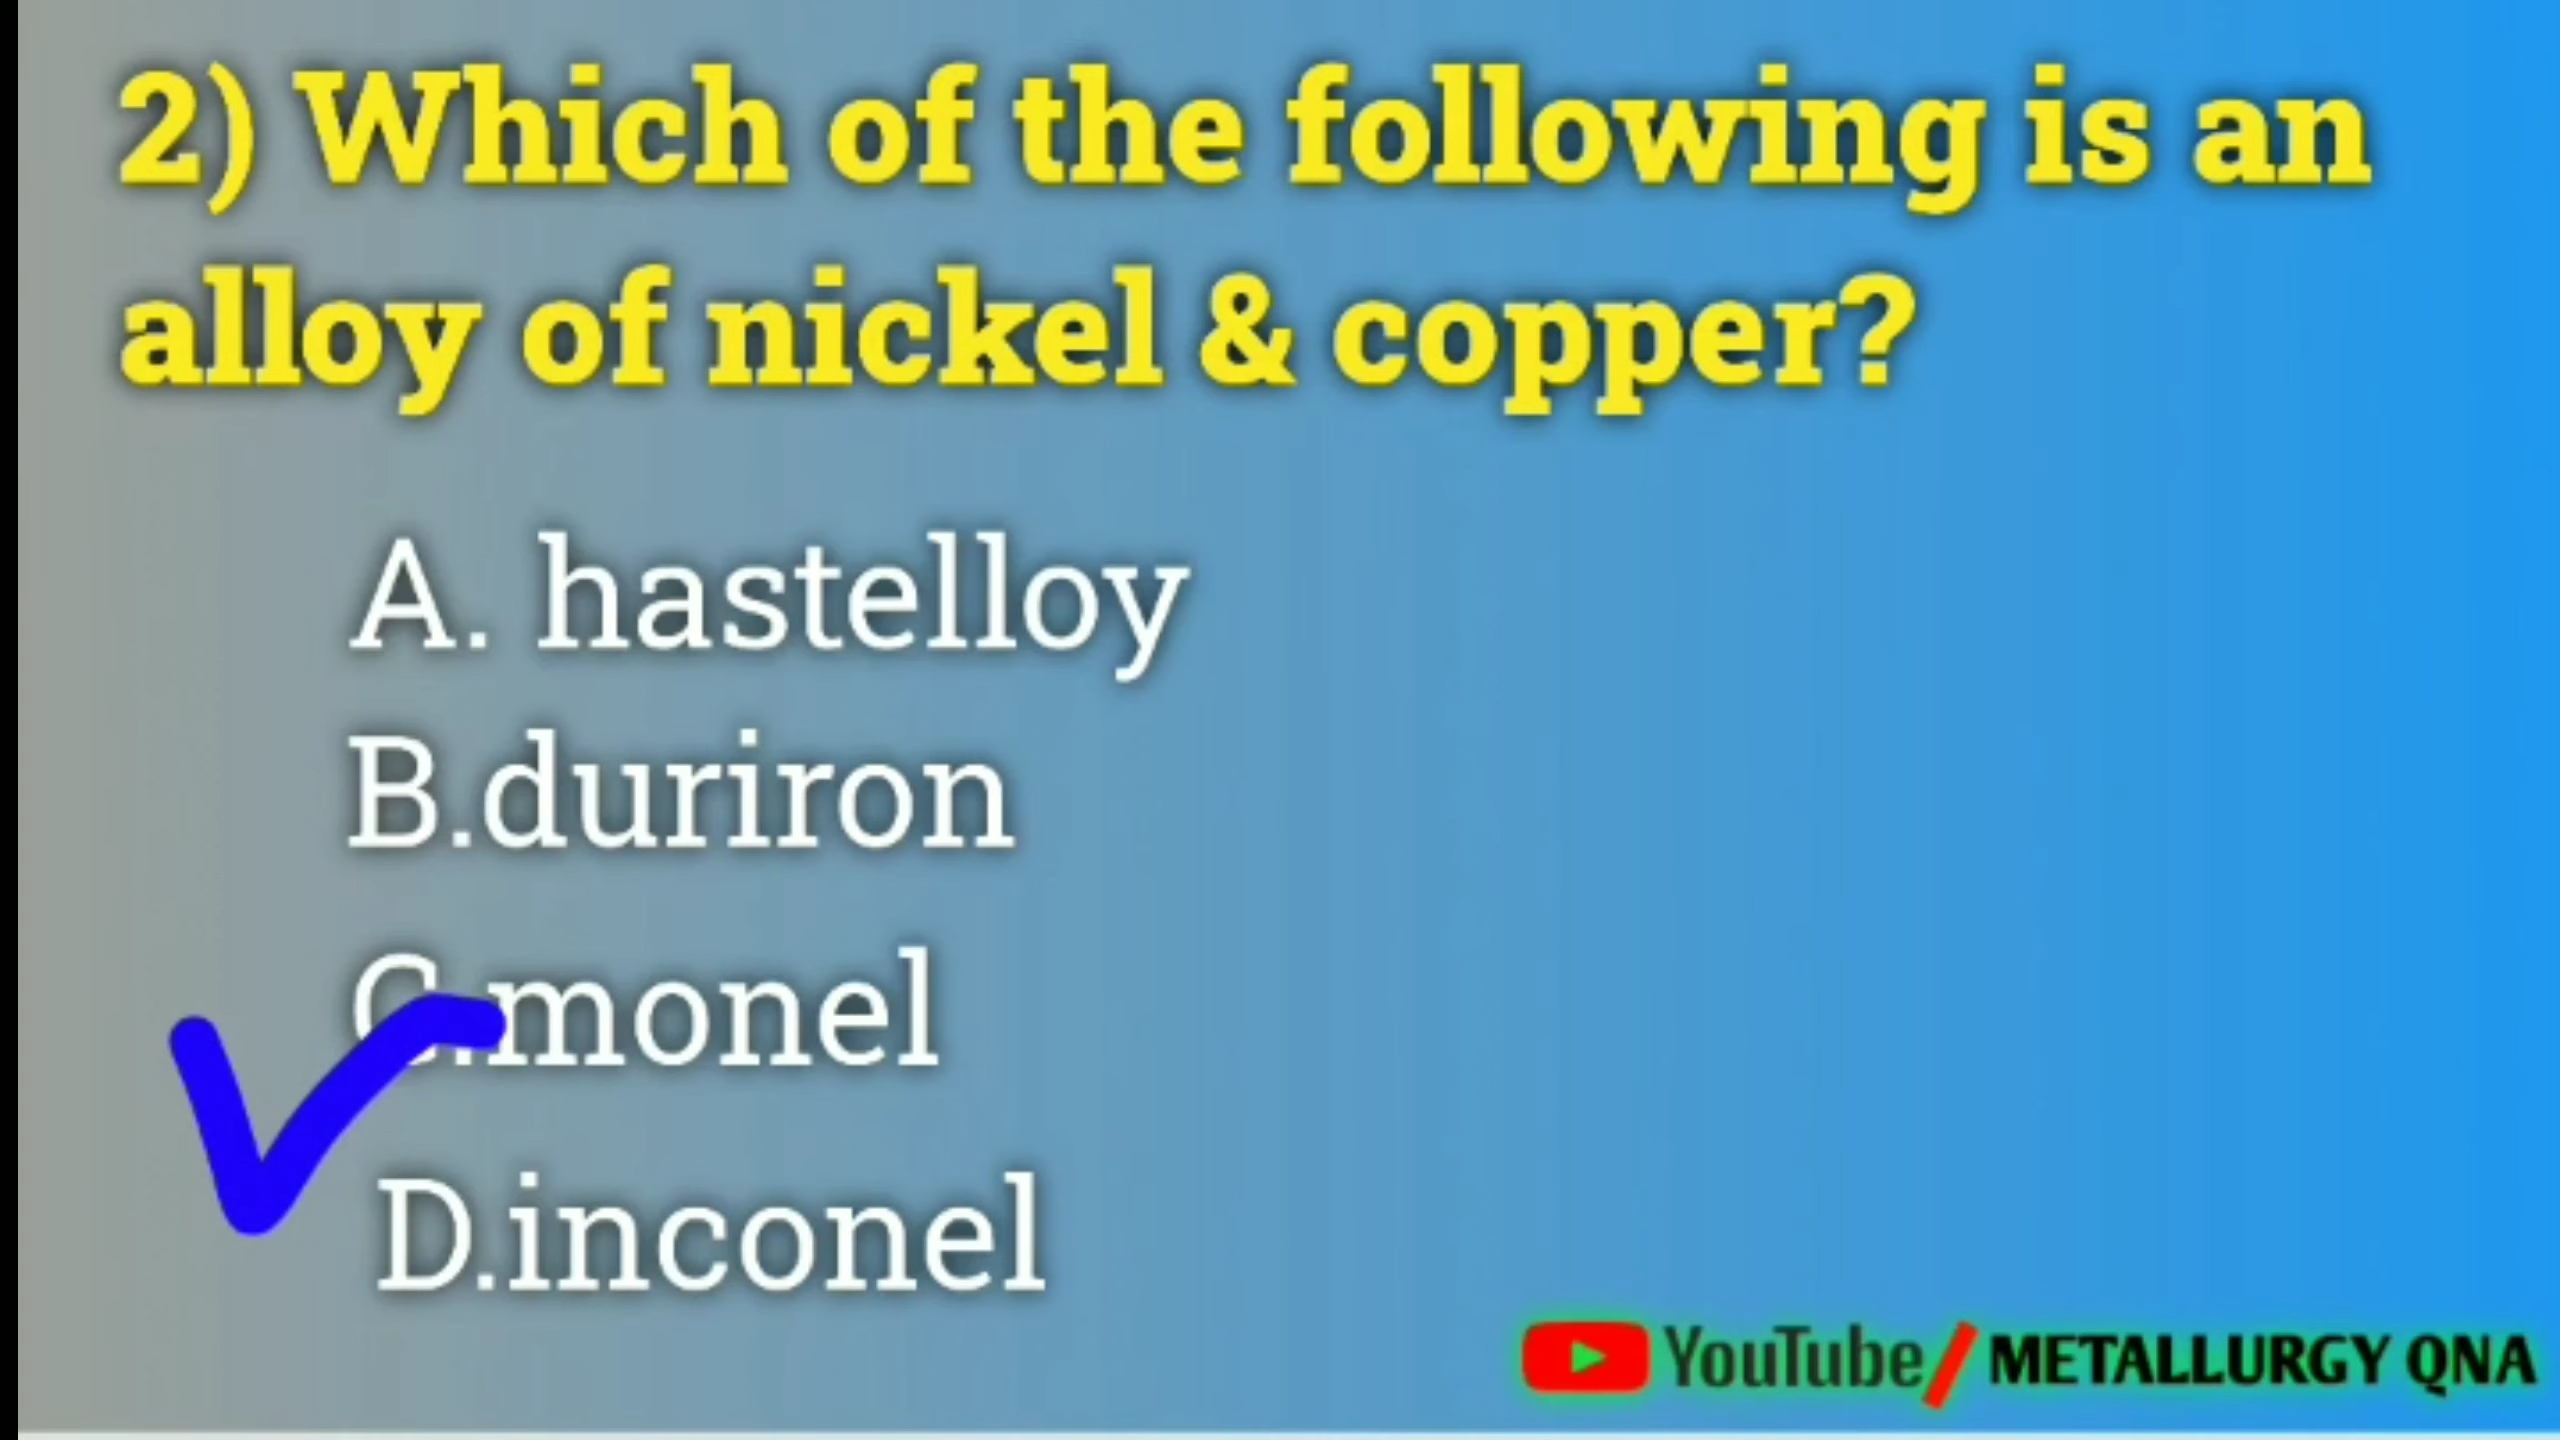 2) Which of the following is an
alloy of nickel & copper?
A. hastelloy
B.duriron
C.monel
D.inconel
YouTube/METALLURGY QNA